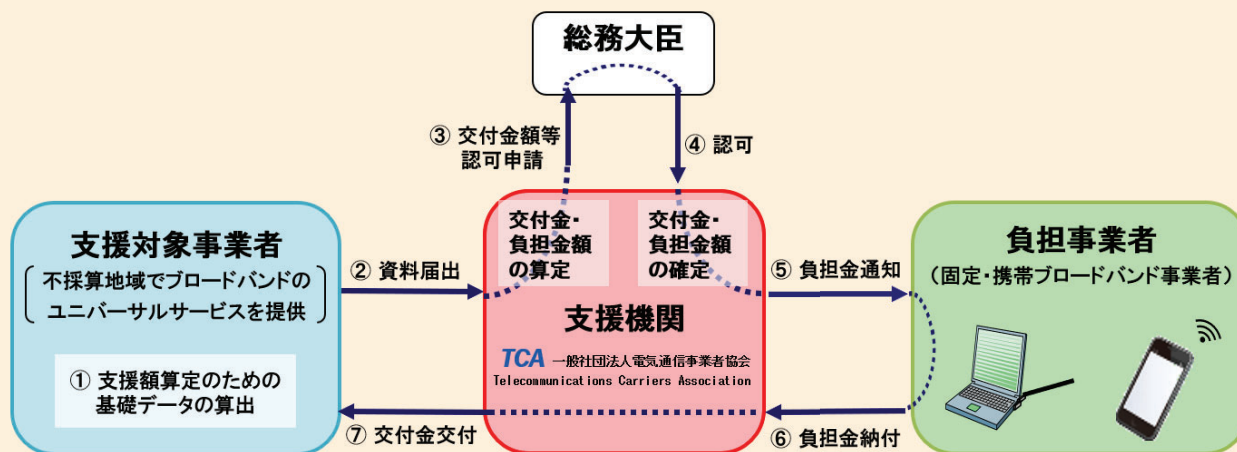 総務大臣
③ 交付金額等
認可申請
④ 認可
支援対象事業者
不採算地域でブロードバンドの
ユニバーサルサービスを提供
① 支援額算定のための
基礎データの算出
② 資料届出
交付金・
負担金額
の算定
交付金・
負担金額
の確定
支援機関
TCA 一般社団法人電気通信事業者協会
Telecommunications Carriers Association
⑤ 負担金通知
負担事業者
（固定・携帯ブロードバンド事業者）
⑥ 負担金納付
⑦ 交付金交付